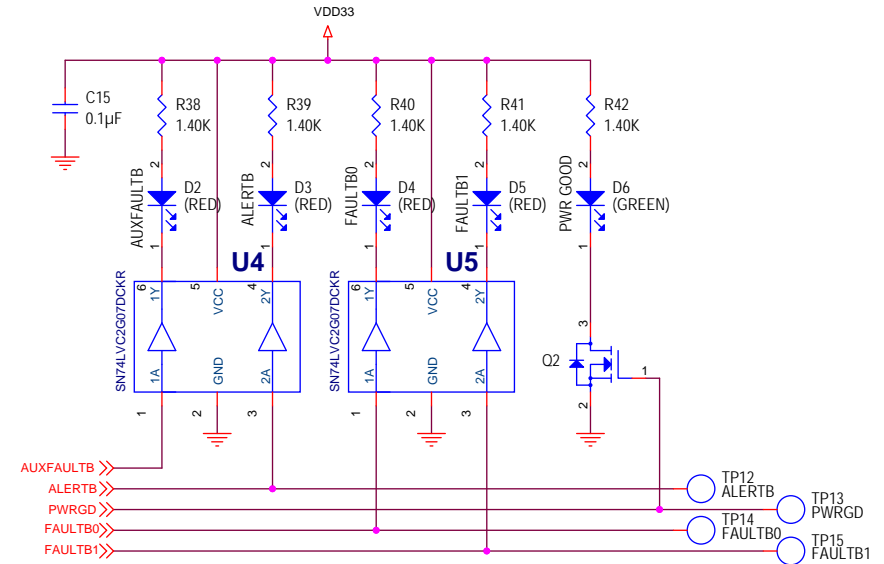 VDD33
C15
0.1µF
R38
1.40K
R39
1.40K
R40
1.40K
R41
1.40K
R42
1.40K
2
2
2
2
2
AUXFAULTB
D2
(RED)
ALERTB
D3
(RED)
FAULTB0
D4
(RED)
FAULTB1
D5
(RED)
PWR GOOD
D6
(GREEN)
1
1
1
1
1
U4
U5
SN74LVC2G07DCKR
6
1Y
5
VCC
4
2Y
1A
GND
2A
1
2
3
SN74LVC2G07DCKR
6
1Y
5
VCC
4
2Y
1A
GND
2A
1
2
3
Q2
3
1
2
AUXFAULTB
ALERTB
PWRGD
FAULTB0
FAULTB1
TP12
ALERTB
TP13
PWRGD
TP14
FAULTB0
TP15
FAULTB1